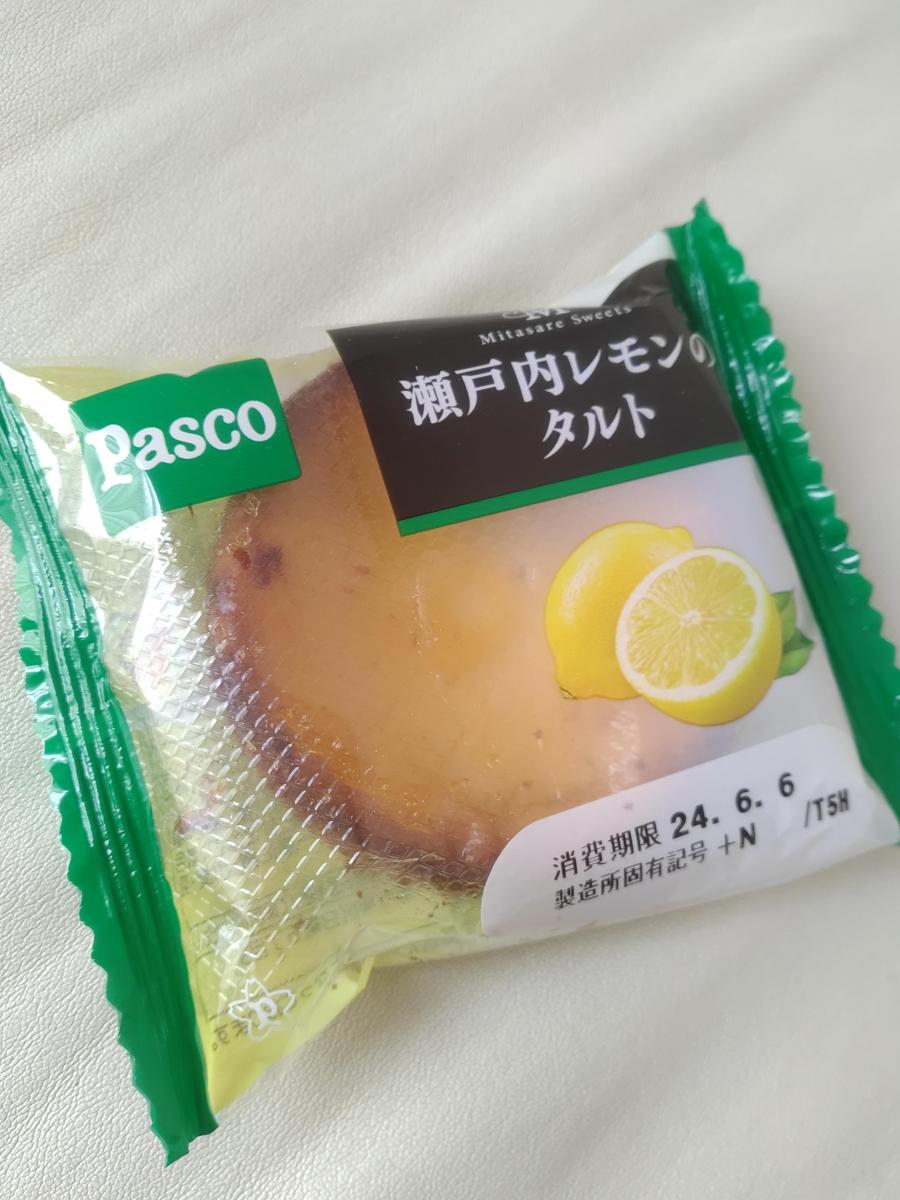 Pasco
Mitasare Sweets
瀬戸内レモンの
タルト
消費期限 24. 6. 6 /T5H
製造所固有記号 +N